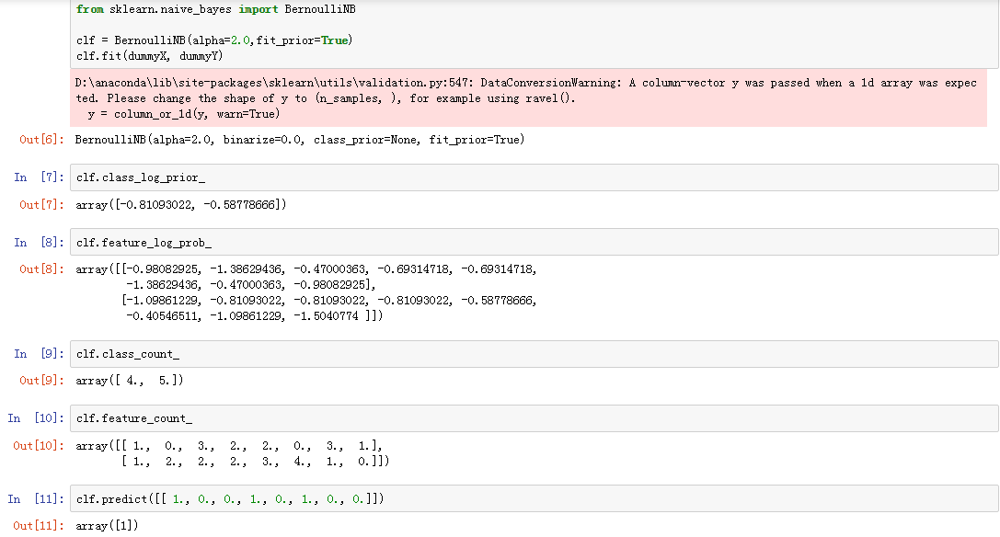 from sklearn.naive_bayes import BernoulliNB
clf = BernoulliNB(alpha=2.0,fit_prior=True)
clf.fit(dummyX, dummyY)
D:\anaconda\lib\site-packages\sklearn\utils\validation.py:547: DataConversionWarning: A column-vector y was passed when a 1d array was expec
ted. Please change the shape of y to (n_samples, ), for example using ravel().
y = column_or_1d(y, warn=True)
Out[6]: BernoulliNB(alpha=2.0, binarize=0.0, class_prior=None, fit_prior=True)
In [7]: clf.class_log_prior_
Out[7]: array([-0.81093022, -0.58778666])
In [8]: clf.feature_log_prob_
Out[8]: array([[-0.98082925, -1.38629436, -0.47000363, -0.69314718, -0.69314718,
-1.38629436, -0.47000363, -0.98082925],
[-1.09861229, -0.81093022, -0.81093022, -0.81093022, -0.58778666,
-0.40546511, -1.09861229, -1.5040774 ]])
In [9]: clf.class_count_
Out[9]: array([ 4., 5.])
In [10]: clf.feature_count_
Out[10]: array([[ 1., 0., 3., 2., 2., 0., 3., 1.],
[ 1., 2., 2., 2., 3., 4., 1., 0.]])
In [11]: clf.predict([[ 1., 0., 0., 1., 0., 1., 0., 0.]])
Out[11]: array([1])